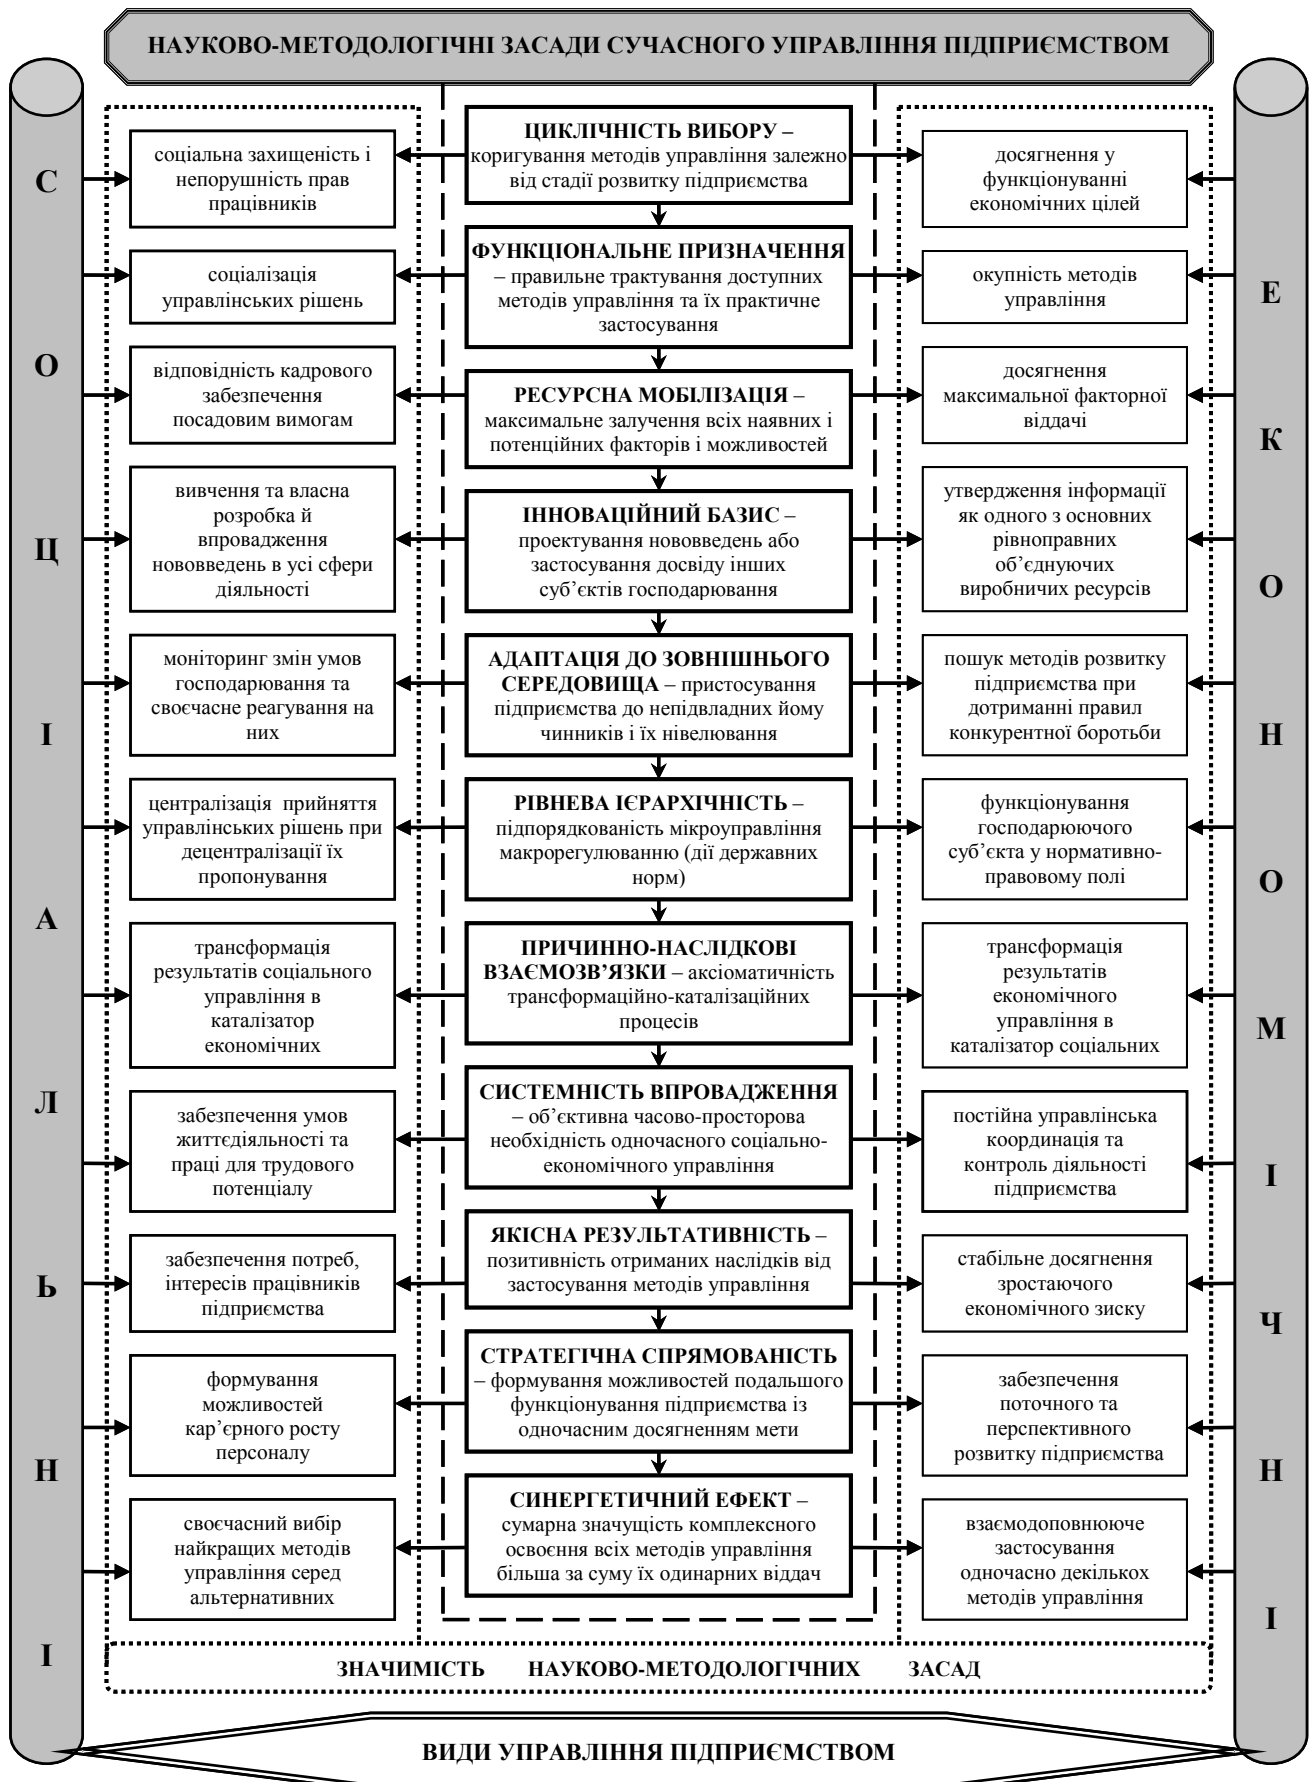 НАУКОВО-МЕТОДОЛОГІЧНІ ЗАСАДИ СУЧАСНОГО УПРАВЛІННЯ ПІДПРИЄМСТВОМ
СОЦІАЛЬНІ
соціальна захищеність і
непорушність прав
працівників
ЦИКЛІЧНІСТЬ ВИБОРУ –
коригування методів управління залежно
від стадії розвитку підприємства
досягнення у
функціонуванні
економічних цілей
соціалізація
управлінських рішень
ФУНКЦІОНАЛЬНЕ ПРИЗНАЧЕННЯ
– правильне трактування доступних
методів управління та їх практичне
застосування
окупність методів
управління
відповідність кадрового
забезпечення
посадовим вимогам
РЕСУРСНА МОБІЛІЗАЦІЯ –
максимальне залучення всіх наявних і
потенційних факторів і можливостей
досягнення
максимальної факторної
віддачі
вивчення та власна
розробка й
впровадження
нововведень в усі сфери
діяльності
ІННОВАЦІЙНИЙ БАЗИС –
проектування нововведень або
застосування досвіду інших
суб’єктів господарювання
утвердження інформації
як одного з основних
рівноправних
об’єднуючих
виробничих ресурсів
моніторинг змін умов
господарювання та
своєчасне реагування на
них
АДАПТАЦІЯ ДО ЗОВНІШНЬОГО
СЕРЕДОВИЩА – пристосування
підприємства до непідвладних йому
чинників і їх нівелювання
пошук методів розвитку
підприємства при
дотриманні правил
конкурентної боротьби
централізація прийняття
управлінських рішень при
децентралізації їх
пропонування
РІВНЕВА ІЄРАРХІЧНІСТЬ –
підпорядкованість мікроуправління
макрорегулюванню (дії державних
норм)
функціонування
господарюючого
суб’єкта у нормативно-
правовому полі
трансформація
результатів соціального
управління в
каталізатор
економічних
ПРИЧИННО-НАСЛІДКОВІ
ВЗАЄМОЗВ’ЯЗКИ – аксіоматичність
трансформаційно-каталізаційних
процесів
трансформація
результатів
економічного
управління в
каталізатор соціальних
забезпечення умов
життєдіяльності та
праці для трудового
потенціалу
СИСТЕМНІСТЬ ВПРОВАДЖЕННЯ
– об’єктивна часово-просторова
необхідність одночасного соціально-
економічного управління
постійна управлінська
координація та
контроль діяльності
підприємства
забезпечення потреб,
інтересів працівників
підприємства
ЯКІСНА РЕЗУЛЬТАТИВНІСТЬ –
позитивність отриманих наслідків від
застосування методів управління
стабільне досягнення
зростаючого
економічного зиску
формування
можливостей
кар’єрного росту
персоналу
СТРАТЕГІЧНА СПРЯМОВАНІСТЬ
– формування можливостей подальшого
функціонування підприємства із
одночасним досягненням мети
забезпечення
поточного та
перспективного
розвитку підприємства
своєчасний вибір
найкращих методів
управління серед
альтернативних
СИНЕРГЕТИЧНИЙ ЕФЕКТ –
сумарна значущість комплексного
освоєння всіх методів управління
більша за суму їх одинарних віддач
взаємодоповнююче
застосування
одночасно декількох
методів управління
ЕКОНОМІЧНІ
ЗНАЧИМІСТЬ НАУКОВО-МЕТОДОЛОГІЧНИХ ЗАСАД
ВИДИ УПРАВЛІННЯ ПІДПРИЄМСТВОМ